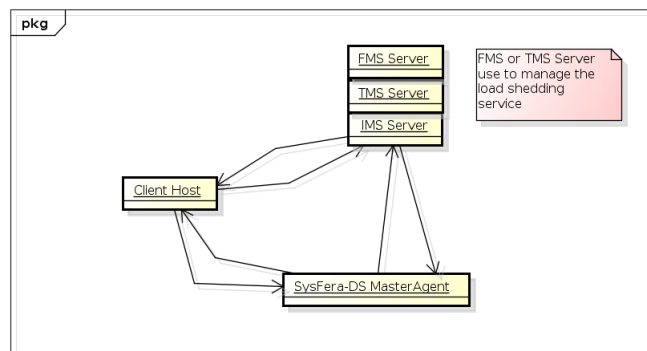 pkg
FMS Server
TMS Server
IMS Server
FMS or TMS Server
use to manage the
load shedding
service
Client Host
SysFera-DS MasterAgent